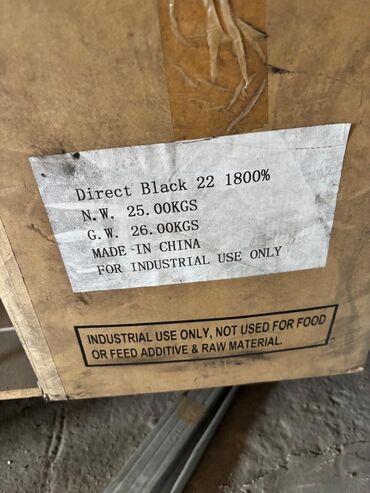 Direct Black 22 1800%
N.W. 25.00KGS
G.W. 26.00KGS
MADE IN CHINA
FOR INDUSTRIAL USE ONLY
INDUSTRIAL USE ONLY, NOT USED FOR FOOD
OR FEED ADDITIVE & RAW MATERIAL.